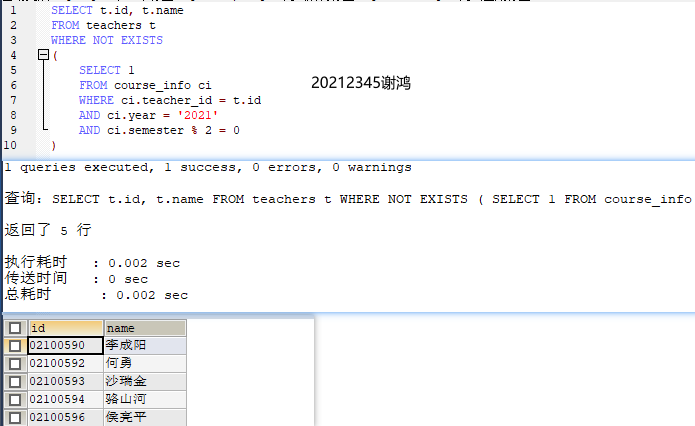 1 SELECT t.id, t.name
2 FROM teachers t
3 WHERE NOT EXISTS
4 (
5 SELECT 1
6 FROM course_info ci
7 WHERE ci.teacher_id = t.id
8 AND ci.year = '2021'
9 AND ci.semester % 2 = 0
10 )
20212345谢鸿
1 queries executed, 1 success, 0 errors, 0 warnings
查询：SELECT t.id, t.name FROM teachers t WHERE NOT EXISTS ( SELECT 1 FROM course_info
返回了 5 行
执行耗时 : 0.002 sec
传送时间 : 0 sec
总耗时 : 0.002 sec
id name
02100590 李成阳
02100592 何勇
02100593 沙瑞金
02100594 骆山河
02100596 侯亮平